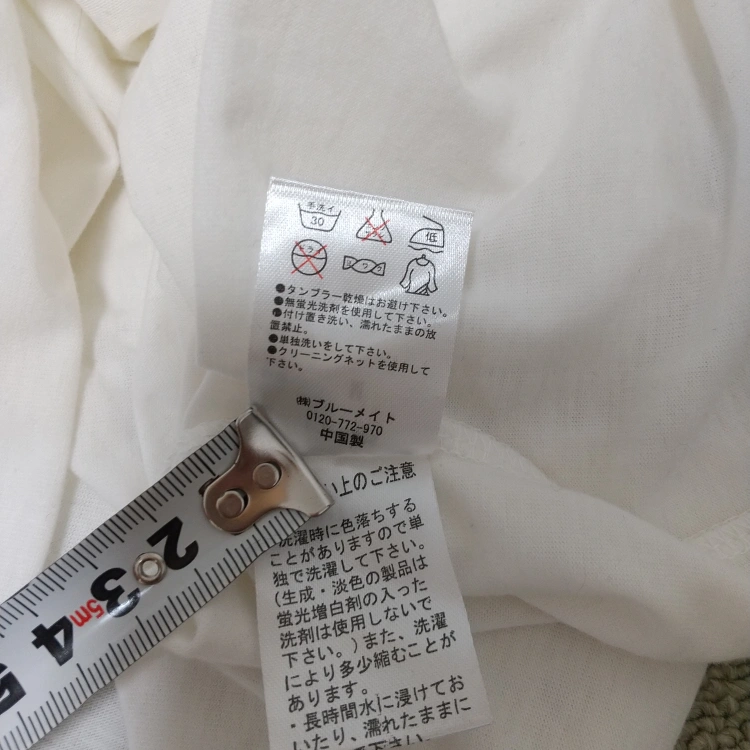 手洗イ
30
低
ドライ
●タンブラー乾燥はお避け下さい。
●無蛍光洗剤を使用して下さい。
●付け置き洗い、濡れたままの放
置禁止。
●単独洗いをして下さい。
●クリーニングネットを使用して
下さい。
㈱ブルーメイト
0120-772-970
中国製
い上のご注意
洗濯時に色落ちする
ことがありますので単
独で洗濯して下さい。
(生成・淡色の製品は
蛍光増白剤の入った
洗剤は使用しないで
下さい。)また、洗濯
により多少縮むことが
あります。
・長時間水に浸けてお
いたり、濡れたままに
下さい
2
3
5m
4
5